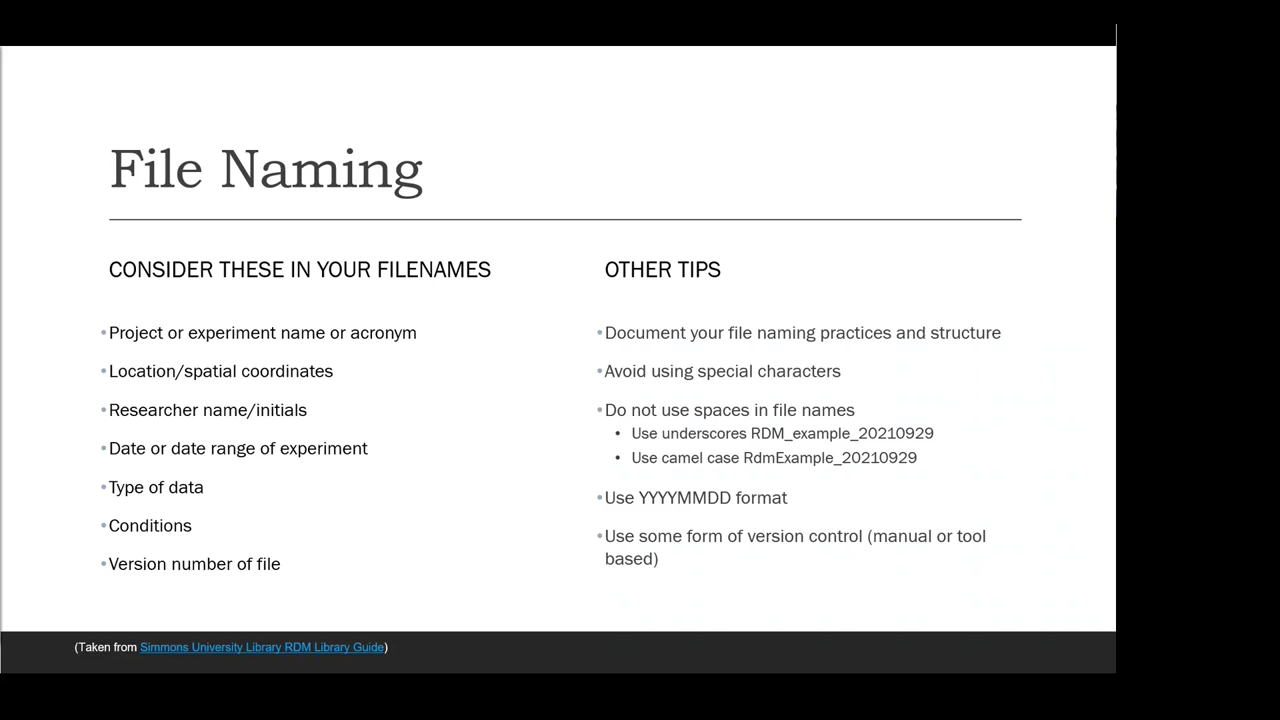 File Naming
CONSIDER THESE IN YOUR FILENAMES
•Project or experiment name or acronym
•Location/spatial coordinates
•Researcher name/initials
•Date or date range of experiment
•Type of data
•Conditions
•Version number of file
OTHER TIPS
•Document your file naming practices and structure
•Avoid using special characters
•Do not use spaces in file names
• Use underscores RDM_example_20210929
• Use camel case RdmExample_20210929
•Use YYYYMMDD format
•Use some form of version control (manual or tool
based)
(Taken from Simmons University Library RDM Library Guide)